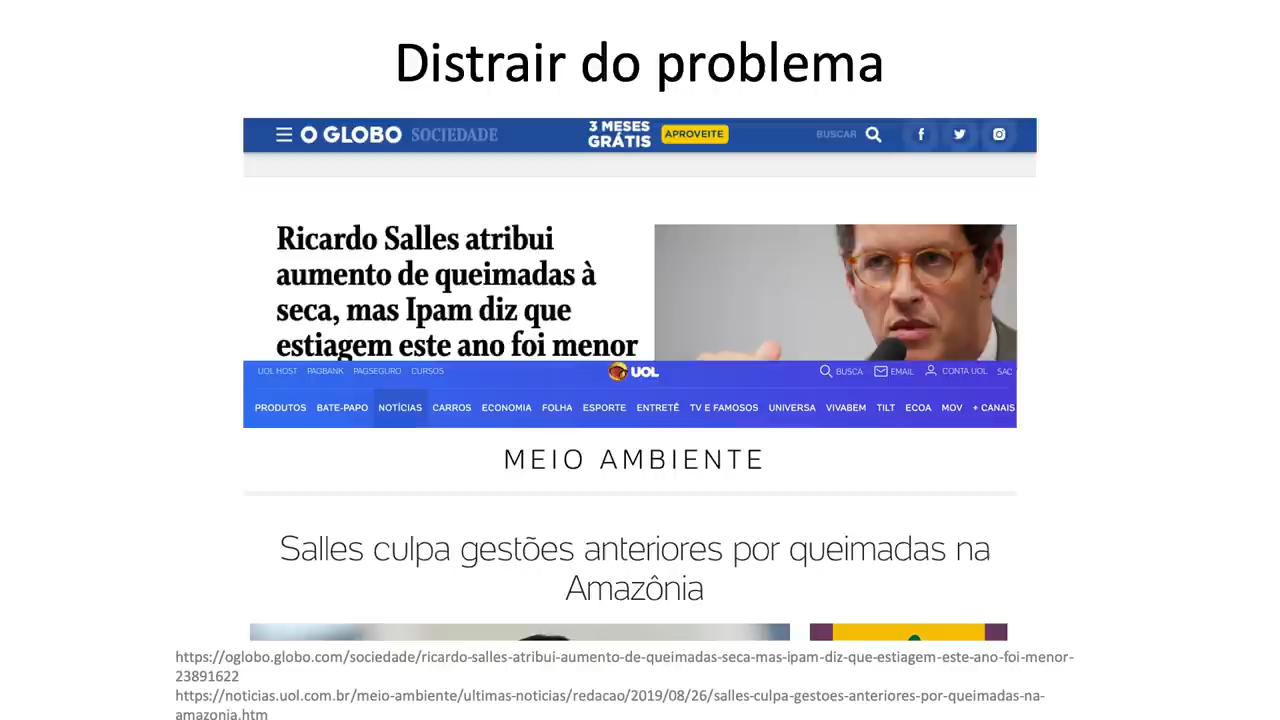 Distrair do problema
O GLOBO SOCIEDADE 3 MESES GRÁTIS APROVEITE BUSCAR
Ricardo Salles atribui
aumento de queimadas à
seca, mas Ipam diz que
estiagem este ano foi menor
UOL HOST PAGBANK PAGSEGURO CURSOS UOL BUSCA EMAIL CONTA UOL SAC
PRODUTOS BATE-PAPO NOTÍCIAS CARROS ECONOMIA FOLHA ESPORTE ENTRETÊ TV E FAMOSOS UNIVERSA VIVABEM TILT ECOA MOV + CANAIS
MEIO AMBIENTE
Salles culpa gestões anteriores por queimadas na
Amazônia
https://oglobo.globo.com/sociedade/ricardo-salles-atribui-aumento-de-queimadas-seca-mas-ipam-diz-que-estiagem-este-ano-foi-menor-
23891622
https://noticias.uol.com.br/meio-ambiente/ultimas-noticias/redacao/2019/08/26/salles-culpa-gestoes-anteriores-por-queimadas-na-
amazonia.htm